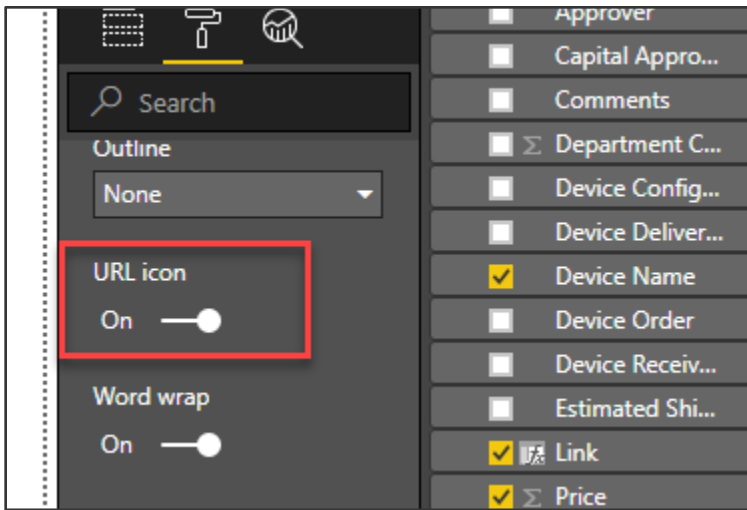 Search
Outline
None
URL icon
On
Word wrap
On
Approver
Capital Appro...
Comments
Department C...
Device Config...
Device Deliver...
Device Name
Device Order
Device Receiv...
Estimated Shi...
Link
Price